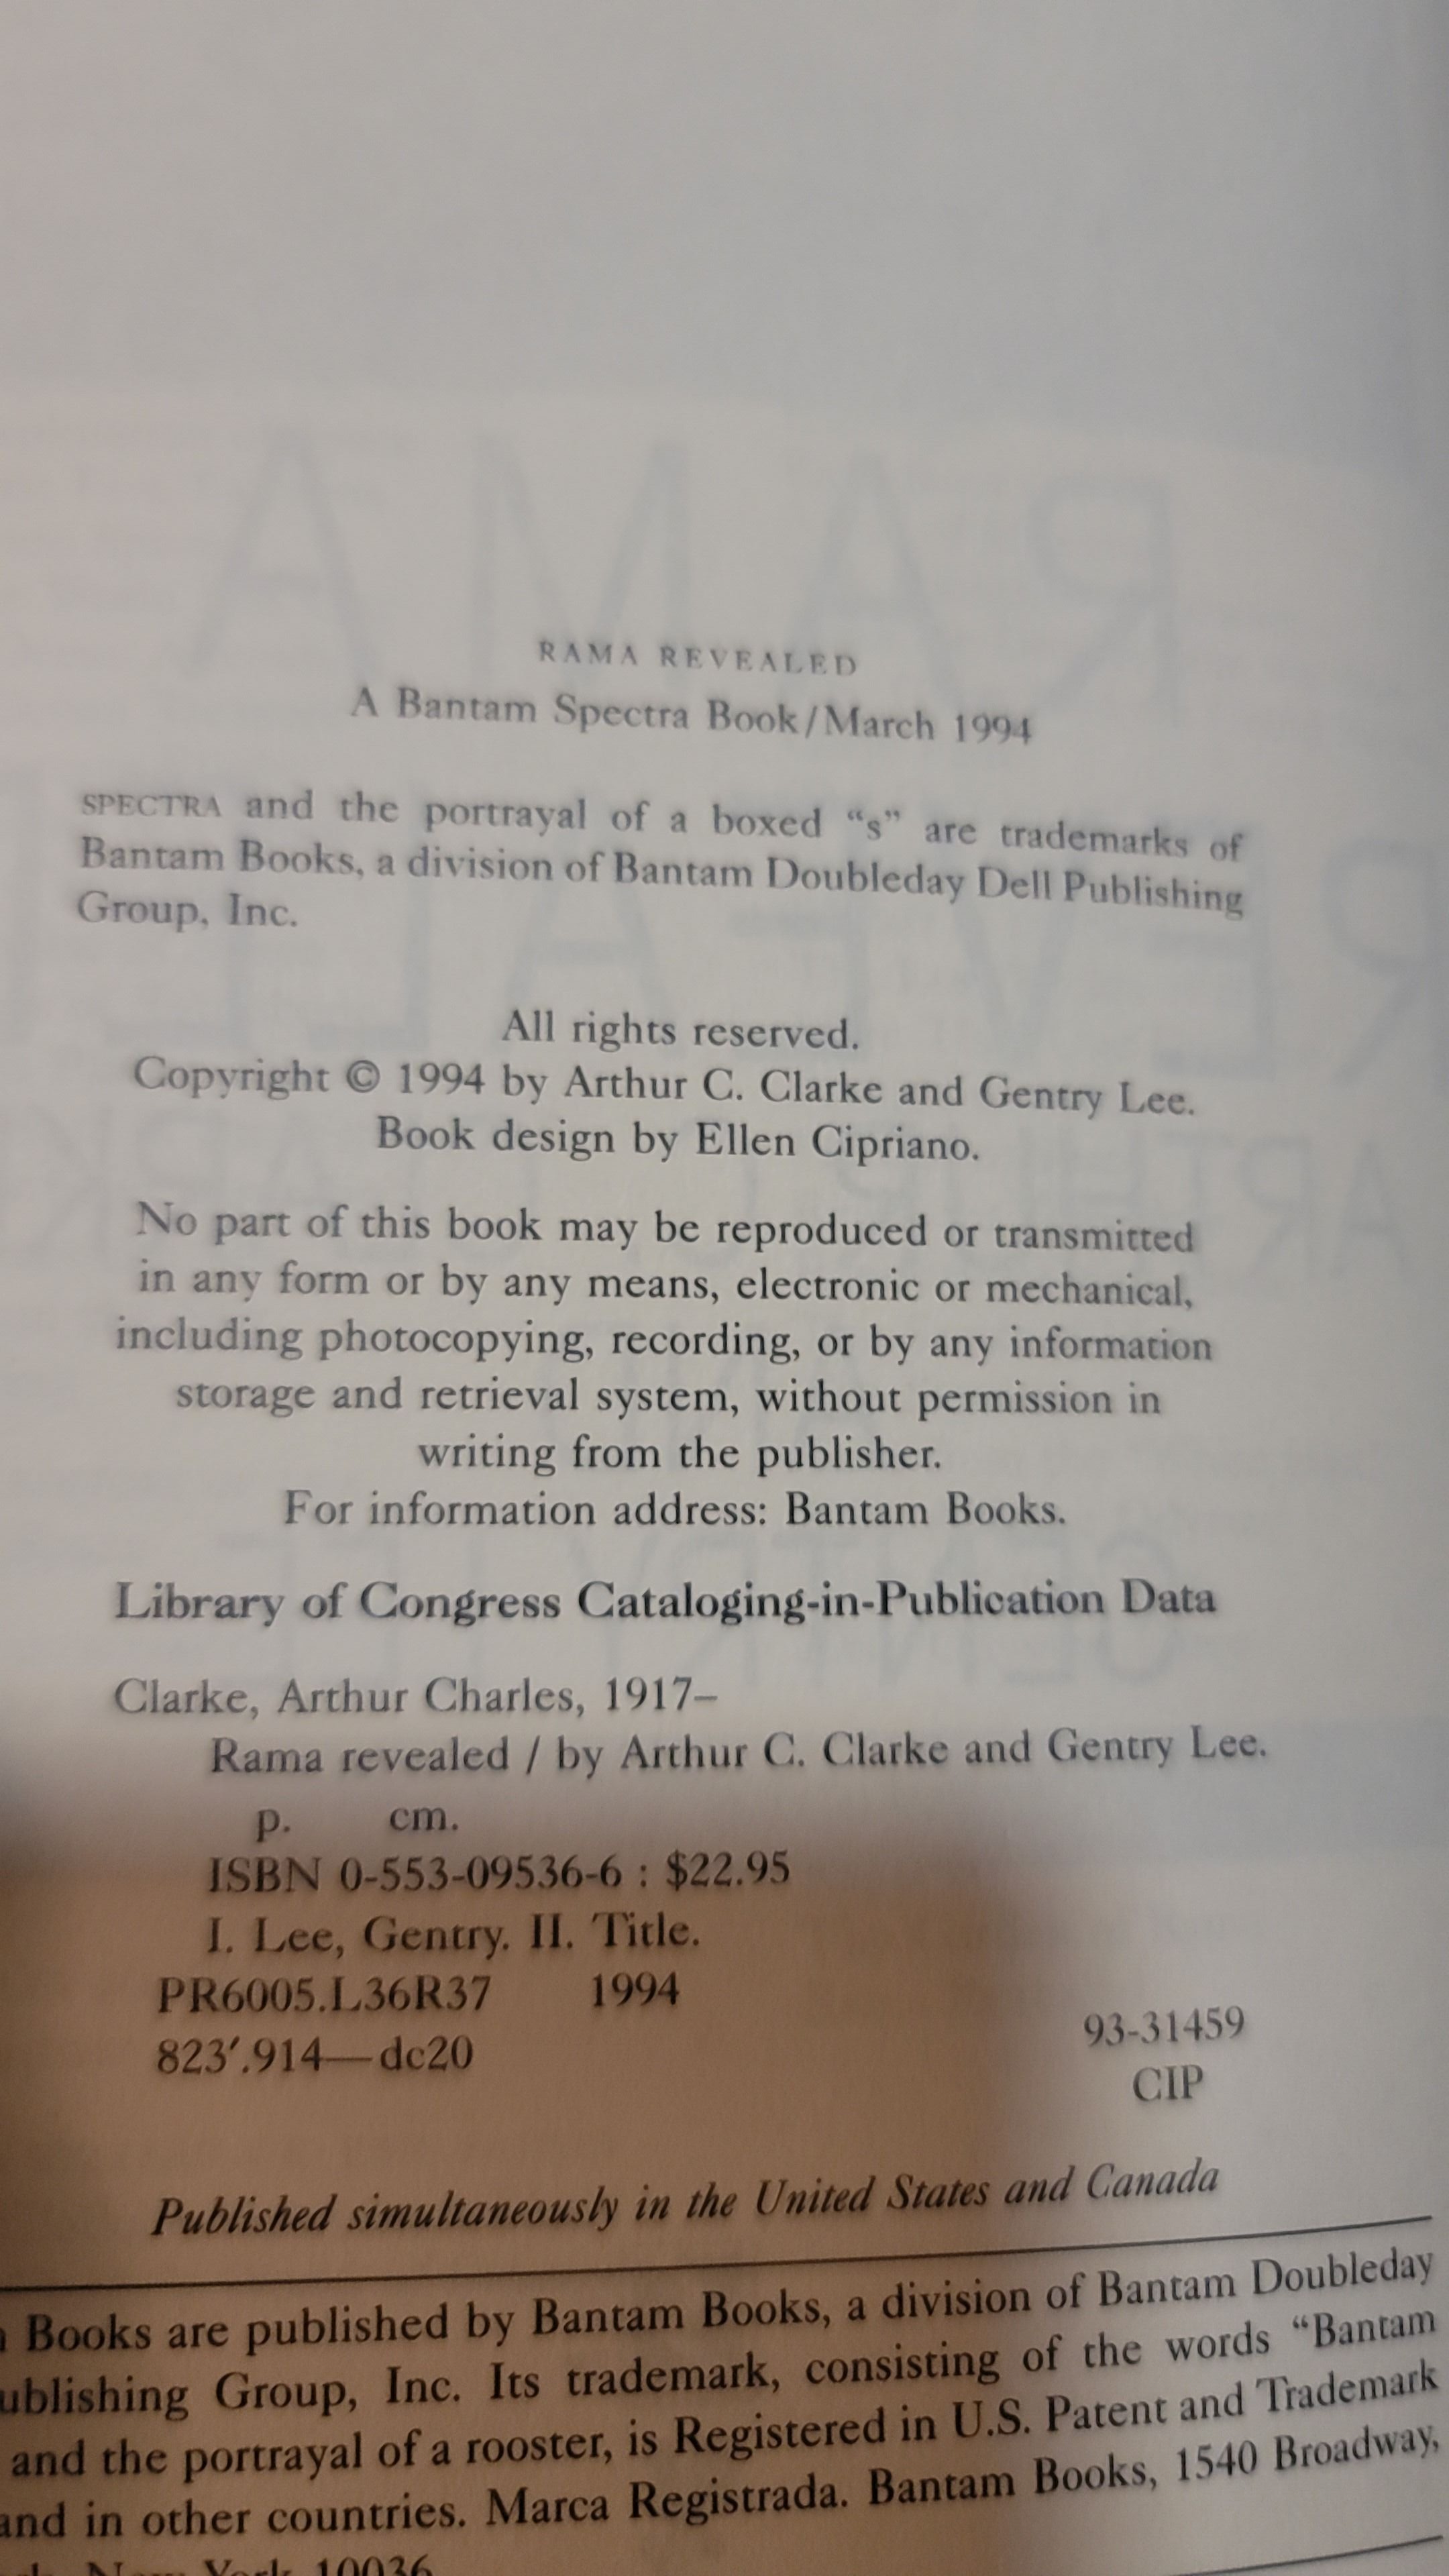 RAMA REVEALED
A Bantam Spectra Book/March 1994
SPECTRA and the portrayal of a boxed “s” are trademarks of
Bantam Books, a division of Bantam Doubleday Dell Publishing
Group, Inc.
All rights reserved.
Copyright © 1994 by Arthur C. Clarke and Gentry Lee.
Book design by Ellen Cipriano.
No part of this book may be reproduced or transmitted
in any form or by any means, electronic or mechanical,
including photocopying, recording, or by any information
storage and retrieval system, without permission in
writing from the publisher.
For information address: Bantam Books.
Library of Congress Cataloging-in-Publication Data
Clarke, Arthur Charles, 1917–
Rama revealed / by Arthur C. Clarke and Gentry Lee.
p. cm.
ISBN 0-553-09536-6 : $22.95
I. Lee, Gentry. II. Title.
PR6005.L36R37 1994
823′.914—dc20
93-31459
CIP
Published simultaneously in the United States and Canada
Books are published by Bantam Books, a division of Bantam Doubleday
ublishing Group, Inc. Its trademark, consisting of the words “Bantam
and the portrayal of a rooster, is Registered in U.S. Patent and Trademark
and in other countries. Marca Registrada. Bantam Books, 1540 Broadway,
New York 10036